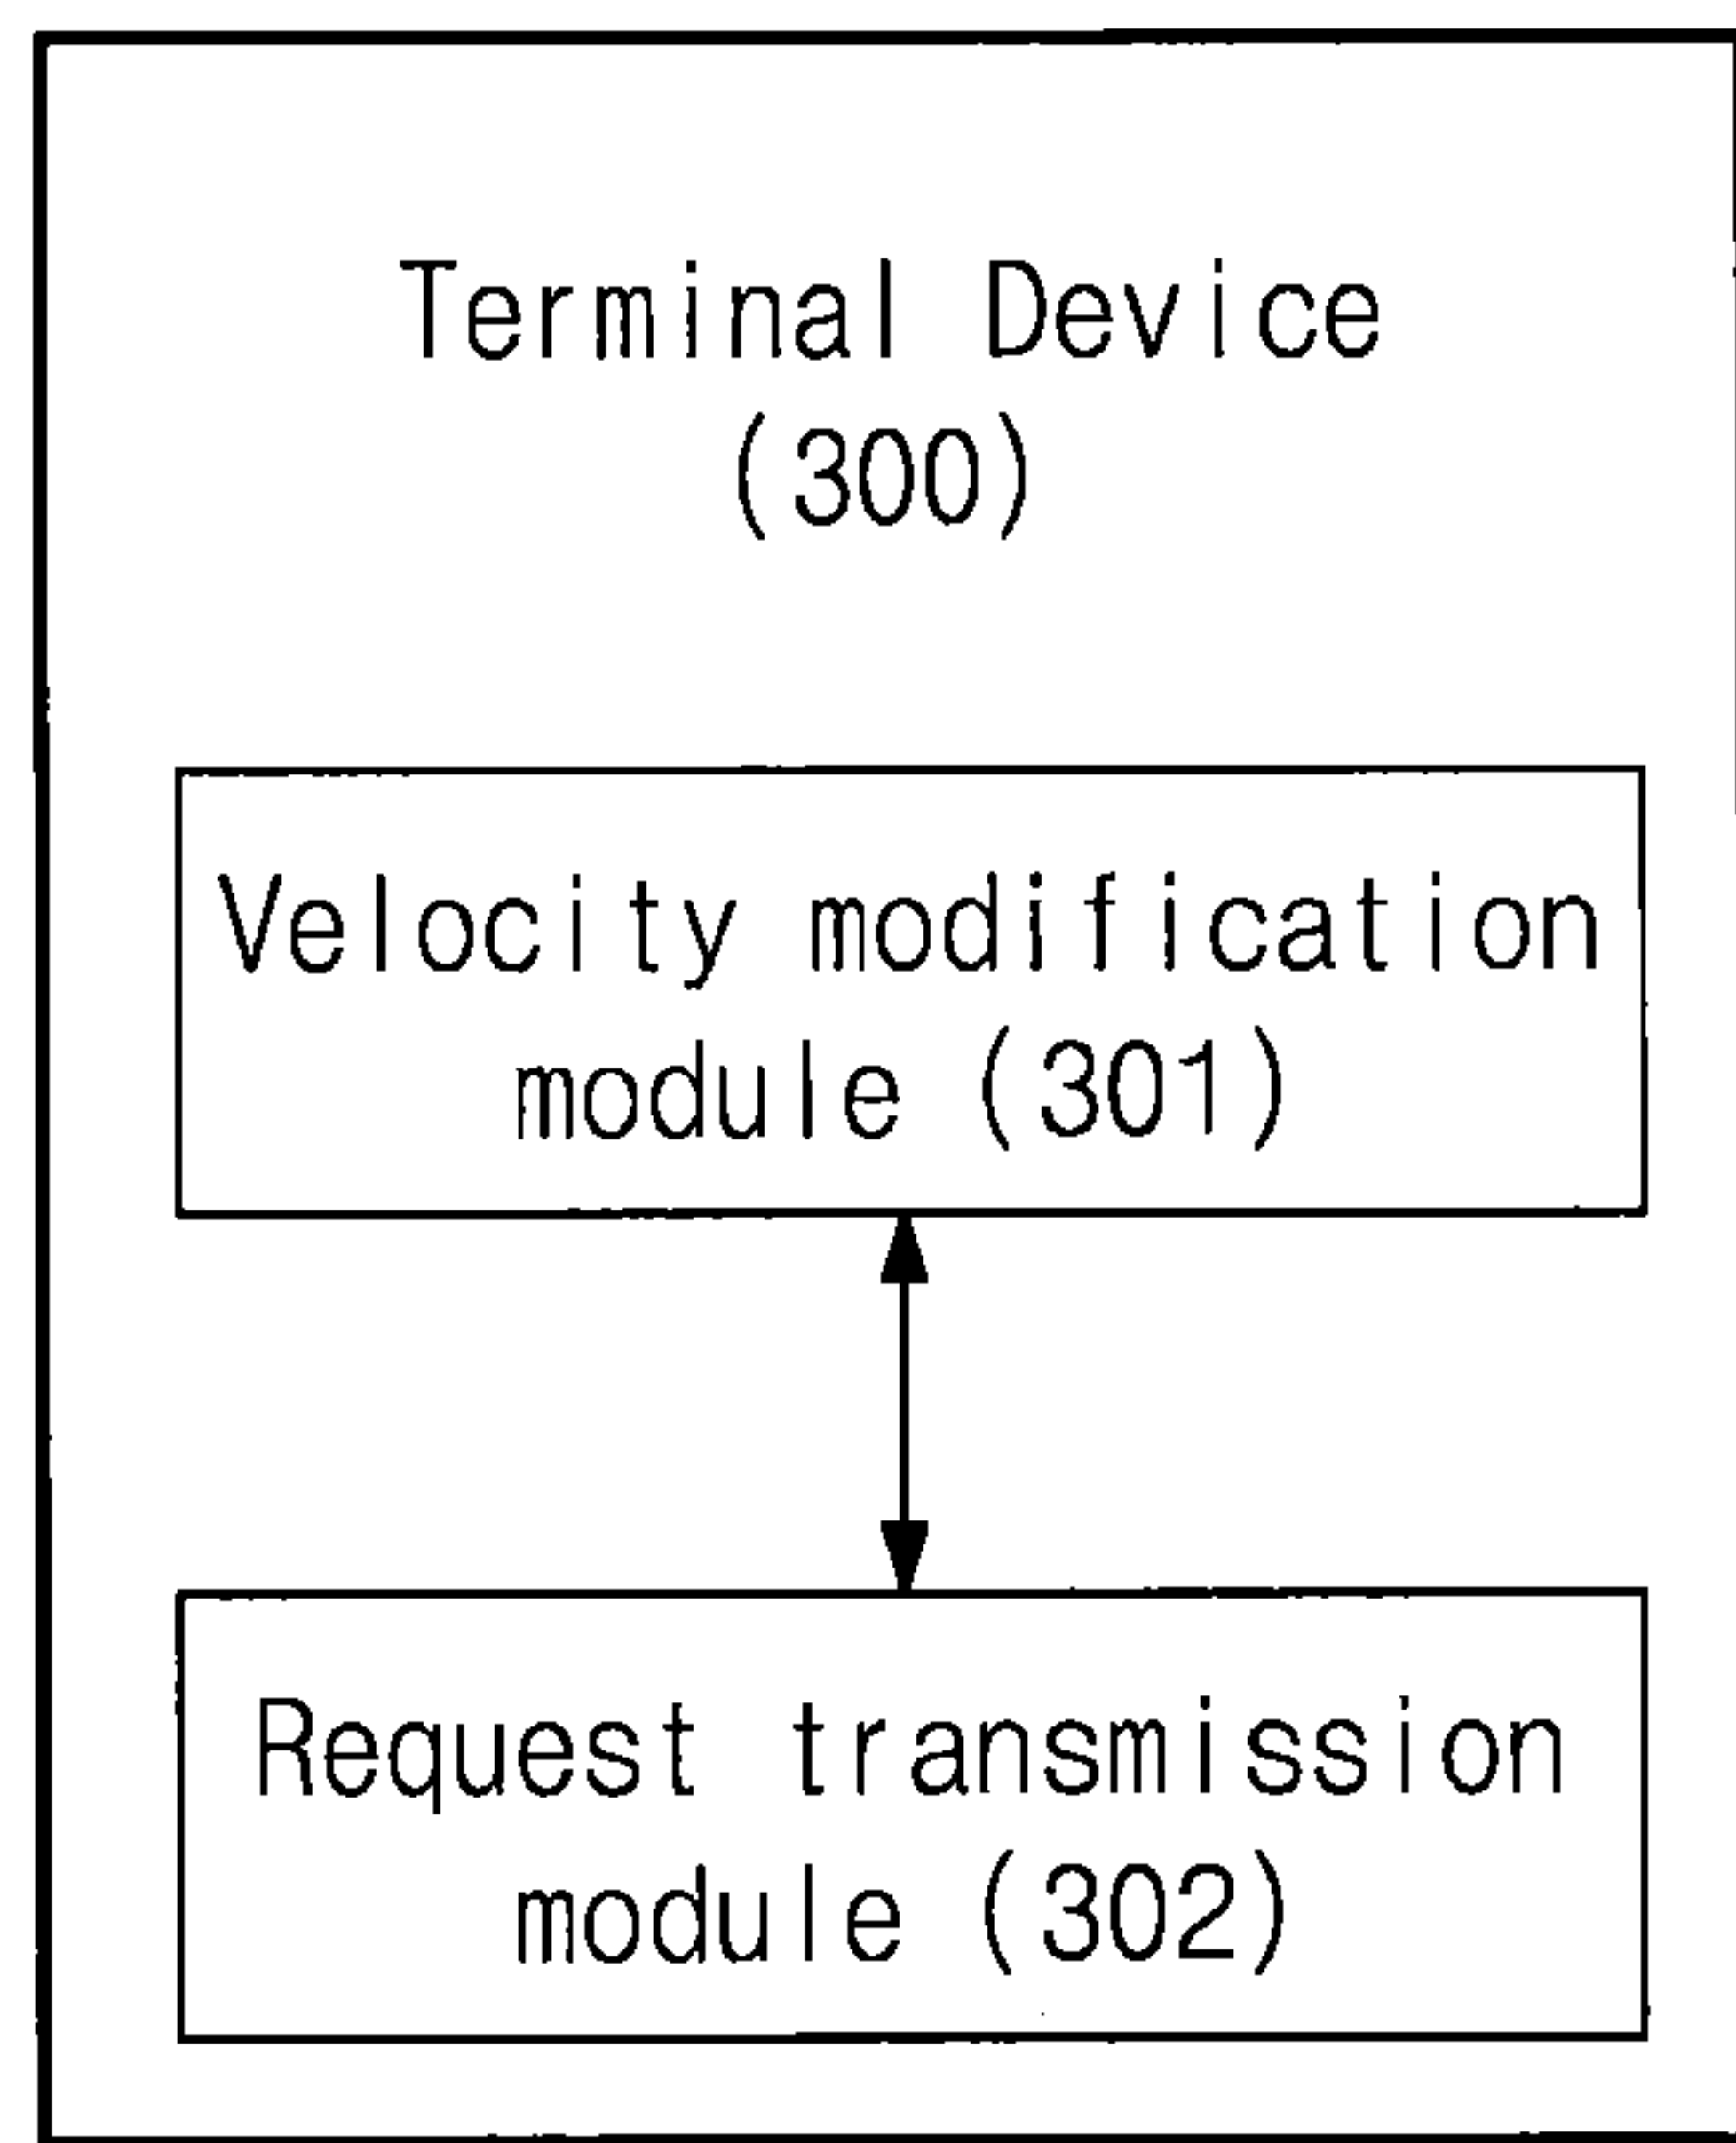 Terminal Device
(300)
Velocity modification
module (301)
Request transmission
module (302)